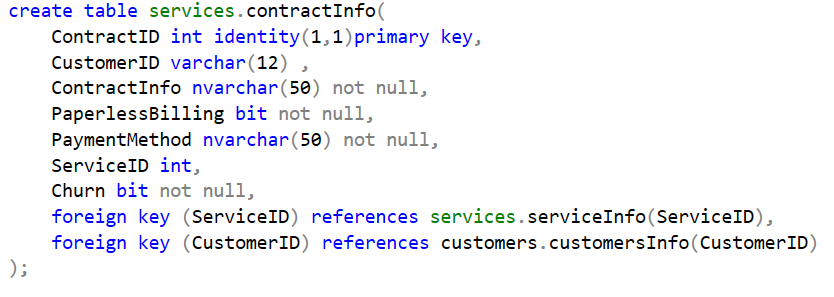 create table services.contractInfo(
    ContractID int identity(1,1)primary key,
    CustomerID varchar(12) ,
    ContractInfo nvarchar(50) not null,
    PaperlessBilling bit not null,
    PaymentMethod nvarchar(50) not null,
    ServiceID int,
    Churn bit not null,
    foreign key (ServiceID) references services.serviceInfo(ServiceID),
    foreign key (CustomerID) references customers.customersInfo(CustomerID)
);